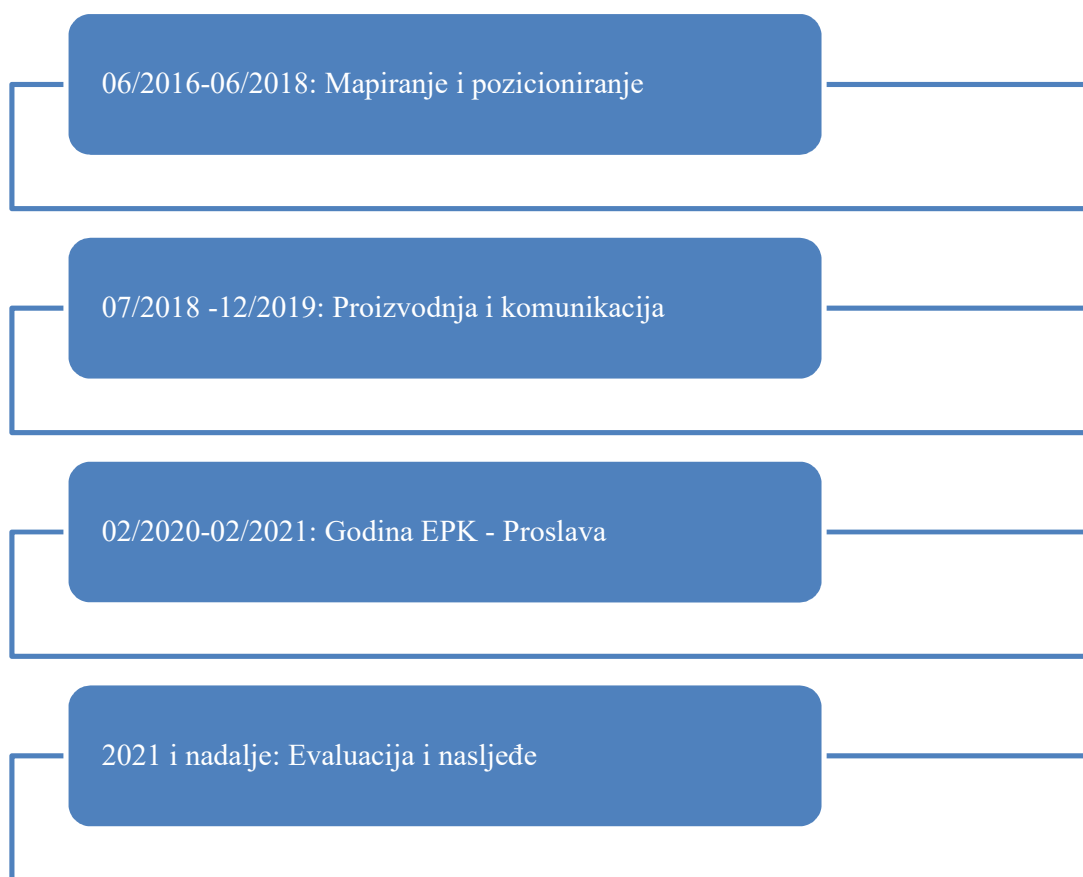 06/2016-06/2018: Mapiranje i pozicioniranje
07/2018 -12/2019: Proizvodnja i komunikacija
02/2020-02/2021: Godina EPK - Proslava
2021 i nadalje: Evaluacija i nasljeđe